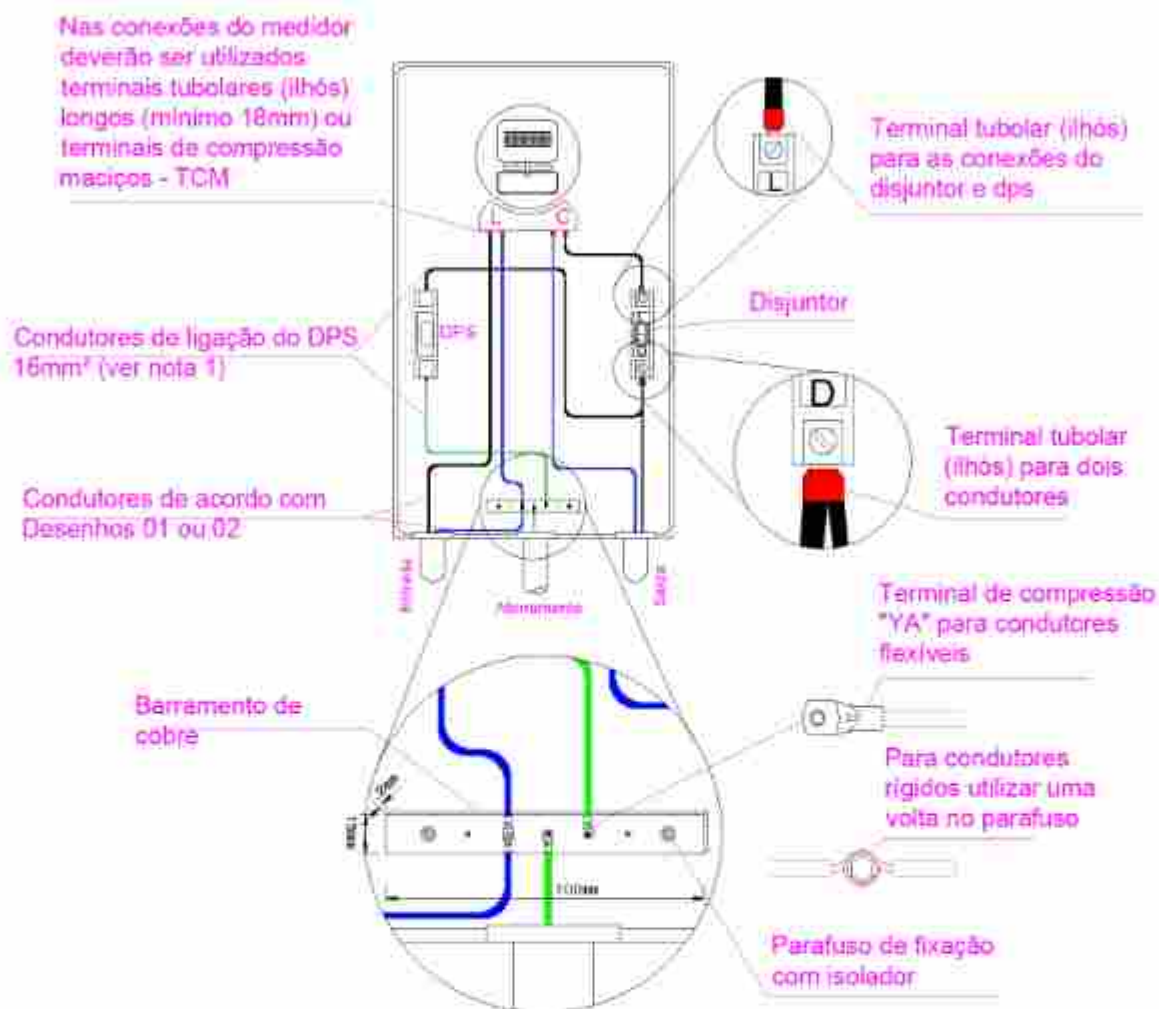 Nas conexões do medidor
deverão ser utilizados
terminais tubolares (ilhós)
longos (mínimo 18mm) ou
terminais de compressão
maciços - TCM
Terminal tubolar (ilhós)
para as conexões do
disjuntor e dps
L
L
C
Disjuntor
DPS
Condutores de ligação do DPS
16mm² (ver nota 1)
D
Terminal tubolar
(ilhós) para dois
condutores
Condutores de acordo com
Desenhos 01 ou 02
Entrada
Aterramento
Saída
Terminal de compressão
"YA" para condutores
flexíveis
Barramento de
cobre
Para condutores
rígidos utilizar uma
volta no parafuso
100mm
Parafuso de fixação
com isolador